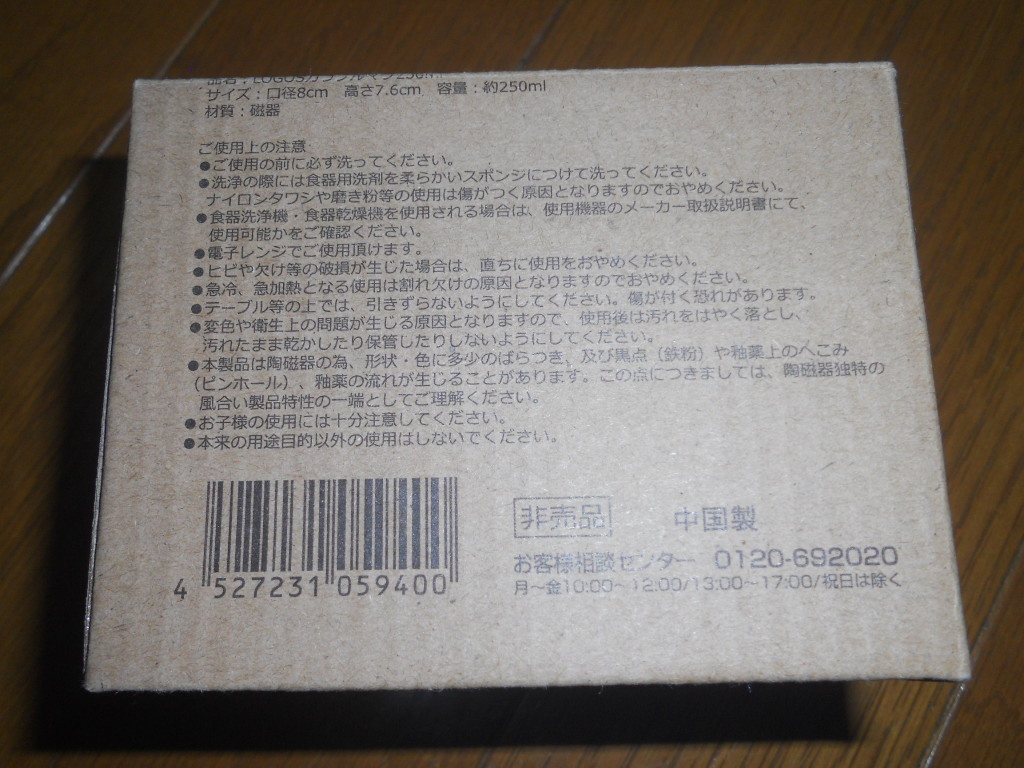 品名：LOGOSカラフルマグ250ml
サイズ：口径8cm　高さ7.6cm　容量：約250ml
材質：磁器
ご使用上の注意
●ご使用の前に必ず洗ってください。
●洗浄の際には食器用洗剤を柔らかいスポンジにつけて洗ってください。
ナイロンタワシや磨き粉等の使用は傷がつく原因となりますのでおやめください。
●食器洗浄機・食器乾燥機を使用される場合は、使用機器のメーカー取扱説明書にて、
使用可能かをご確認ください。
●電子レンジでご使用頂けます。
●ヒビや欠け等の破損が生じた場合は、直ちに使用をおやめください。
●急冷、急加熱となる使用は割れ欠けの原因となりますのでおやめください。
●テーブル等の上では、引きずらないようにしてください。傷が付く恐れがあります。
●変色や衛生上の問題が生じる原因となりますので、使用後は汚れをはやく落とし、
汚れたまま乾かしたり保管したりしないようにしてください。
●本製品は陶磁器の為、形状・色に多少のばらつき、及び黒点（鉄粉）や釉薬上のへこみ
（ピンホール）、釉薬の流れが生じることがあります。この点につきましては、陶磁器独特の
風合い製品特性の一端としてご理解ください。
●お子様の使用には十分注意してください。
●本来の用途目的以外の使用はしないでください。
4 527231 059400
非売品　中国製
お客様相談センター 0120-692020
月～金10:00～12:00/13:00～17:00/祝日は除く